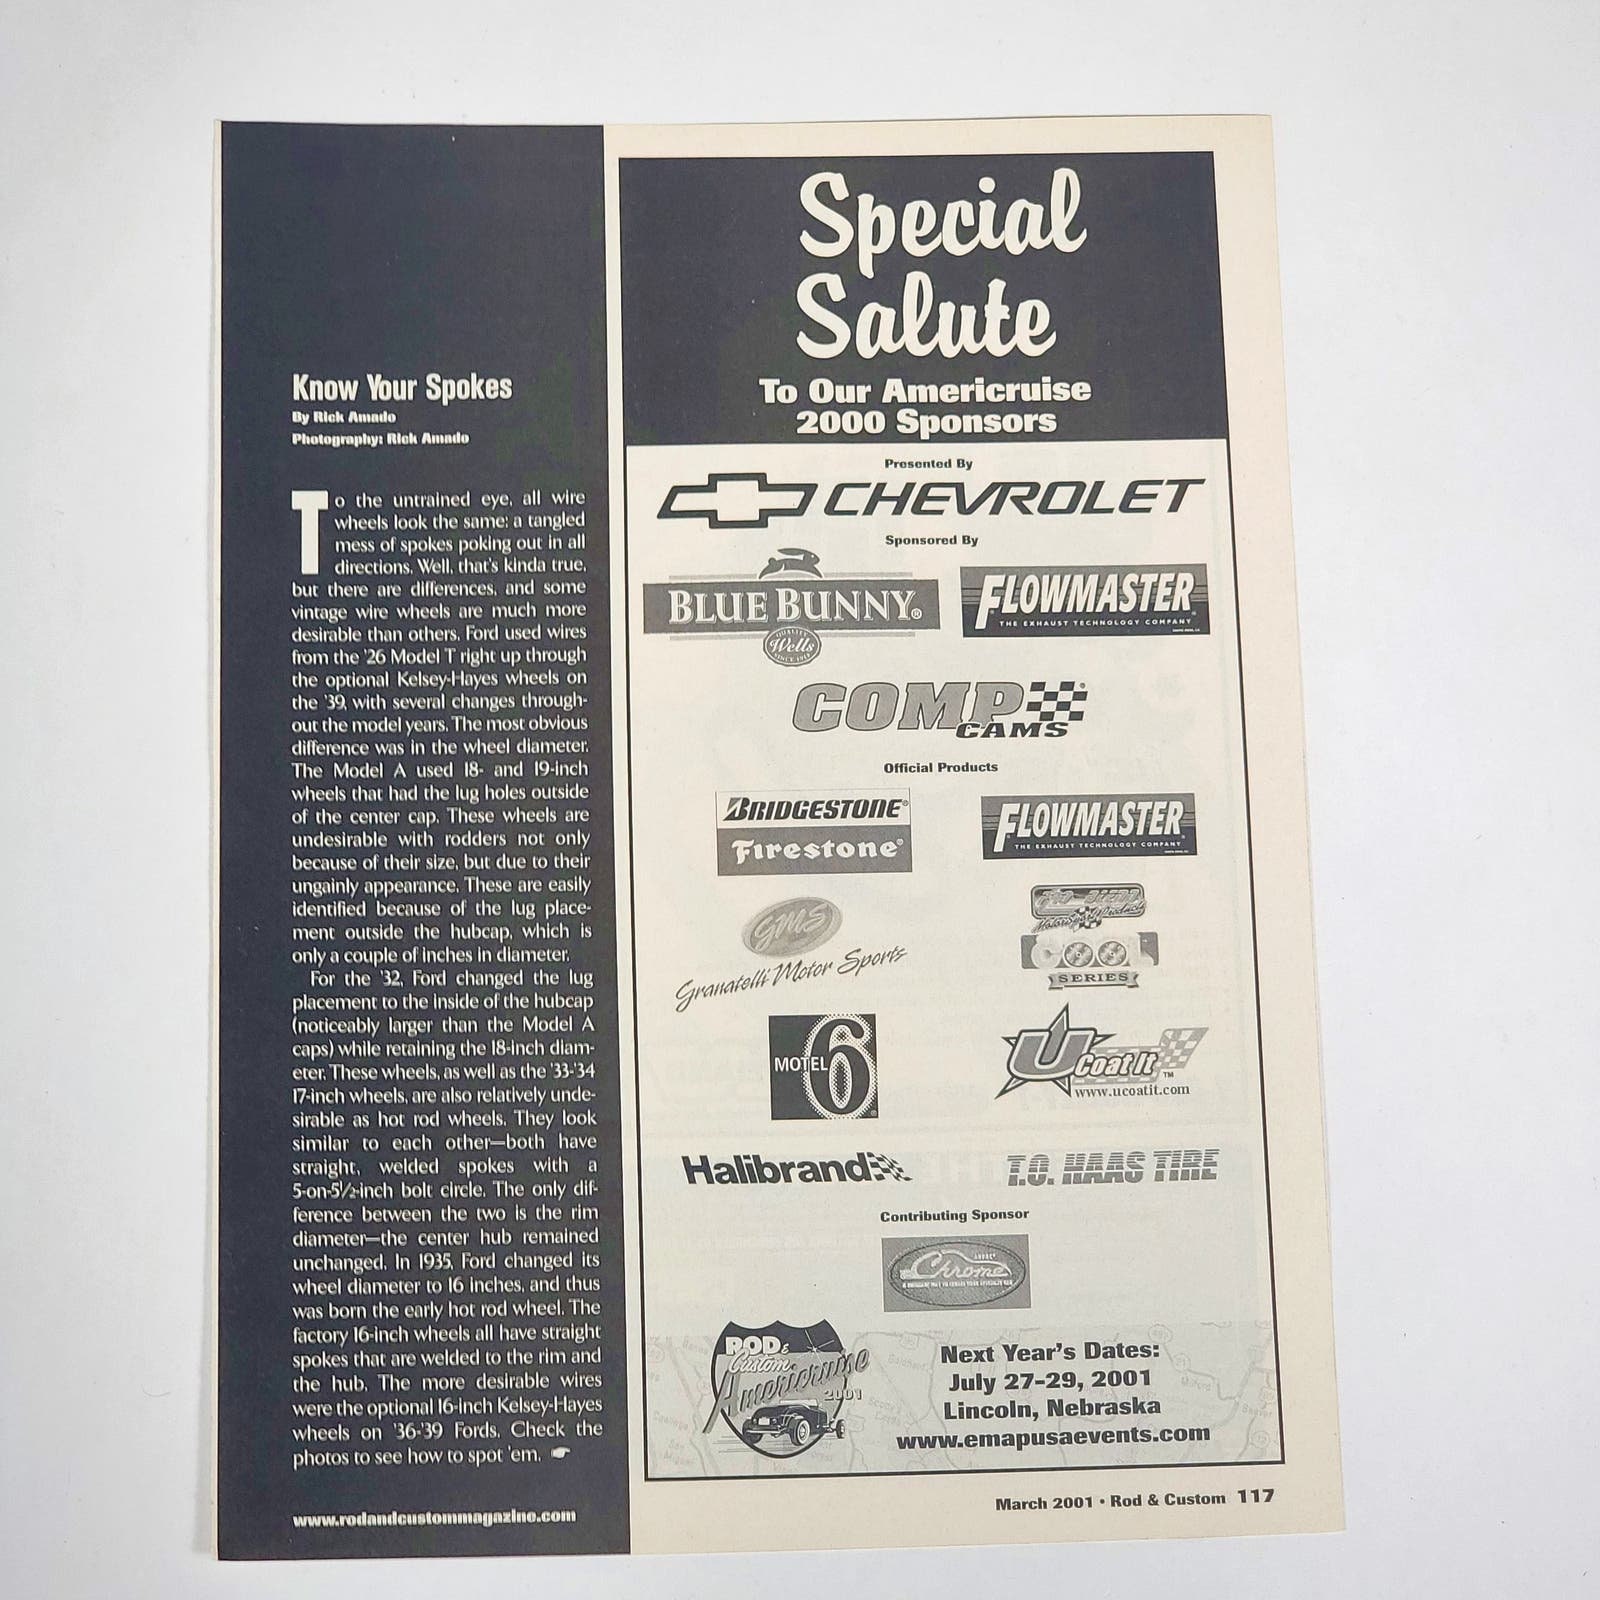 Know Your Spokes
By Rick Amado
Photography: Rick Amado
To the untrained eye, all wire
wheels look the same: a tangled
mess of spokes poking out in all
directions. Well, that's kinda true,
but there are differences, and some
vintage wire wheels are much more
desirable than others. Ford used wires
from the '26 Model T right up through
the optional Kelsey-Hayes wheels on
the '39, with several changes through-
out the model years. The most obvious
difference was in the wheel diameter.
The Model A used 18- and 19-inch
wheels that had the lug holes outside
of the center cap. These wheels are
undesirable with rodders not only
because of their size, but due to their
ungainly appearance. These are easily
identified because of the lug place-
ment outside the hubcap, which is
only a couple of inches in diameter.
For the '32, Ford changed the lug
placement to the inside of the hubcap
(noticeably larger than the Model A
caps) while retaining the 18-inch diam-
eter. These wheels, as well as the '33-'34
17-inch wheels, are also relatively unde-
sirable as hot rod wheels. They look
similar to each other—both have
straight, welded spokes with a
5-on-5½-inch bolt circle. The only dif-
ference between the two is the rim
diameter—the center hub remained
unchanged. In 1935, Ford changed its
wheel diameter to 16 inches, and thus
was born the early hot rod wheel. The
factory 16-inch wheels all have straight
spokes that are welded to the rim and
the hub. The more desirable wires
were the optional 16-inch Kelsey-Hayes
wheels on '36-'39 Fords. Check the
photos to see how to spot 'em.
www.rodandcustommagazine.com
Special
Salute
To Our Americruise
2000 Sponsors
Presented By
CHEVROLET
Sponsored By
BLUE BUNNY®
QUALITY
Wells
SINCE 1913
FLOWMASTER
THE EXHAUST TECHNOLOGY COMPANY
COMP
CAMS
Official Products
BRIDGESTONE®
Firestone®
FLOWMASTER
THE EXHAUST TECHNOLOGY COMPANY
GMS
Granatelli Motor Sports
Motorsport Products
COOL
SERIES
MOTEL 6®
U Coat It™
www.ucoatit.com
Halibrand
T.O. HAAS TIRE
Contributing Sponsor
Chrome
ROD &
Custom
Americruise
2001
Next Year's Dates:
July 27-29, 2001
Lincoln, Nebraska
www.emapusaevents.com
March 2001 • Rod & Custom 117